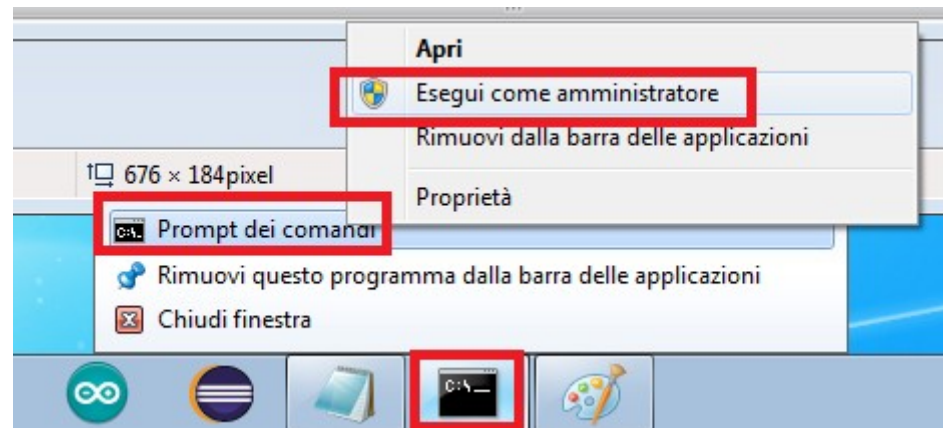 Apri
Esegui come amministratore
Rimuovi dalla barra delle applicazioni
Proprietà
676 × 184pixel
Prompt dei comandi
Rimuovi questo programma dalla barra delle applicazioni
Chiudi finestra
C:\